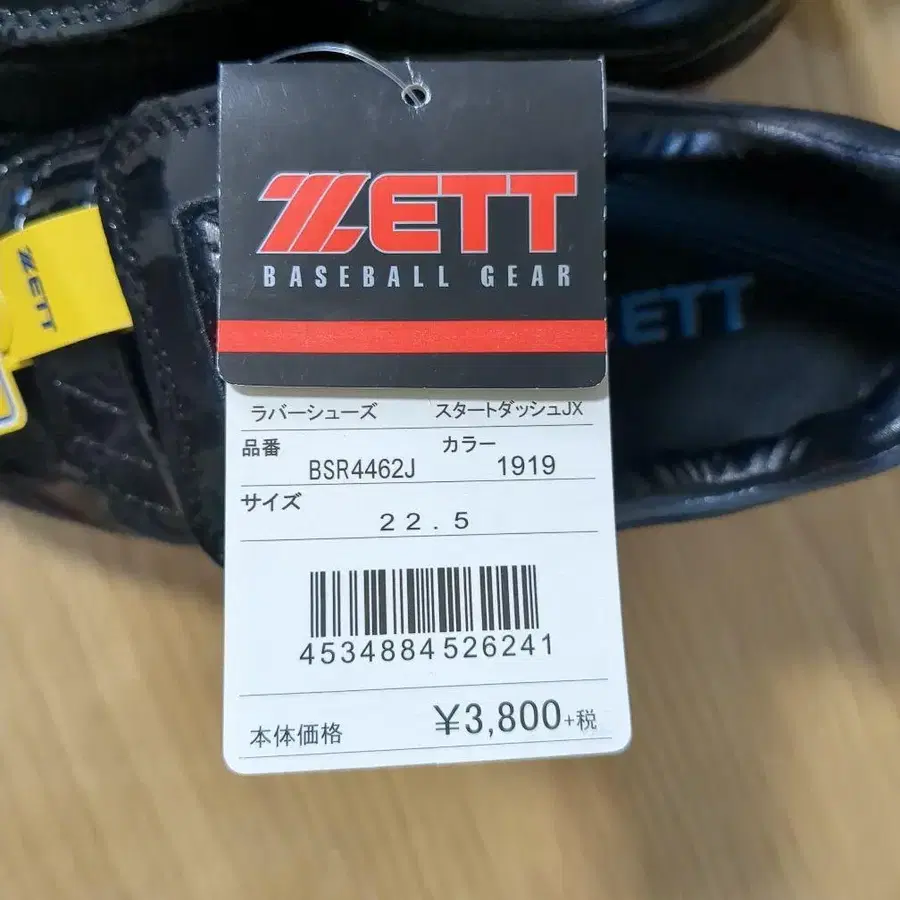 ZETT
BASEBALL GEAR
ラバーシューズ スタートダッシュJX
品番 BSR4462J カラー 1919
サイズ 22.5
4534884526241
本体価格 ¥3,800+税
ZETT
ETT